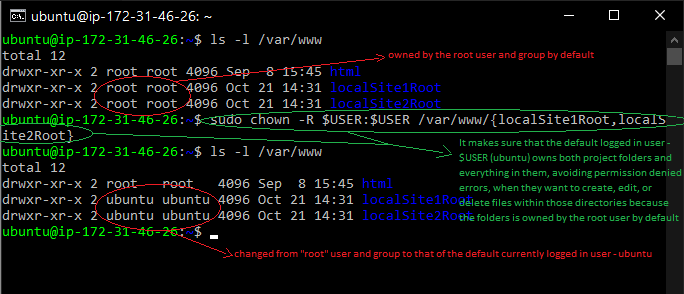 ubuntu@ip-172-31-46-26: ~
ubuntu@ip-172-31-46-26:~$ ls -l /var/www
total 12
owned by the root user and group by default
drwxr-xr-x 2 root root 4096 Sep  8 15:45 html
drwxr-xr-x 2 root root 4096 Oct 21 14:31 localSite1Root
drwxr-xr-x 2 root root 4096 Oct 21 14:31 localSite2Root
ubuntu@ip-172-31-46-26:~$ sudo chown -R $USER:$USER /var/www/{localSite1Root,localS
ite2Root}
ubuntu@ip-172-31-46-26:~$ ls -l /var/www
total 12
drwxr-xr-x 2 root   root   4096 Sep  8 15:45 html
drwxr-xr-x 2 ubuntu ubuntu 4096 Oct 21 14:31 localSite1Root
drwxr-xr-x 2 ubuntu ubuntu 4096 Oct 21 14:31 localSite2Root
ubuntu@ip-172-31-46-26:~$
It makes sure that the default logged in user -
$USER (ubuntu) owns both project folders and
everything in them, avoiding permission denied
errors, when they want to create, edit, or
delete files within those directories because
the folders is owned by the root user by default
changed from "root" user and group to that of the default currently logged in user - ubuntu